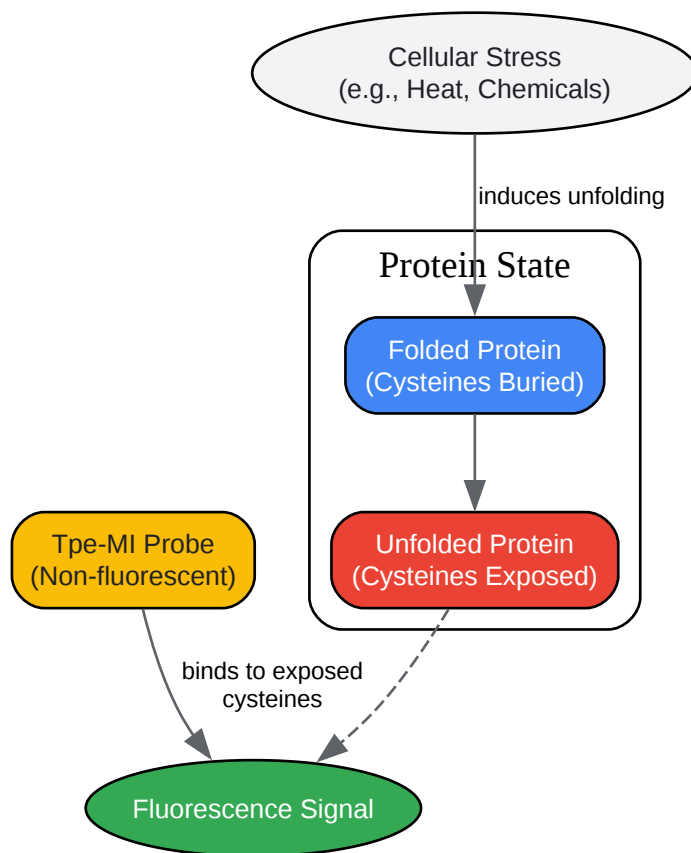 Cellular Stress
(e.g., Heat, Chemicals)
induces unfolding
Protein State
Folded Protein
(Cysteines Buried)
Tpe-MI Probe
(Non-fluorescent)
Unfolded Protein
(Cysteines Exposed)
binds to exposed
cysteines
Fluorescence Signal